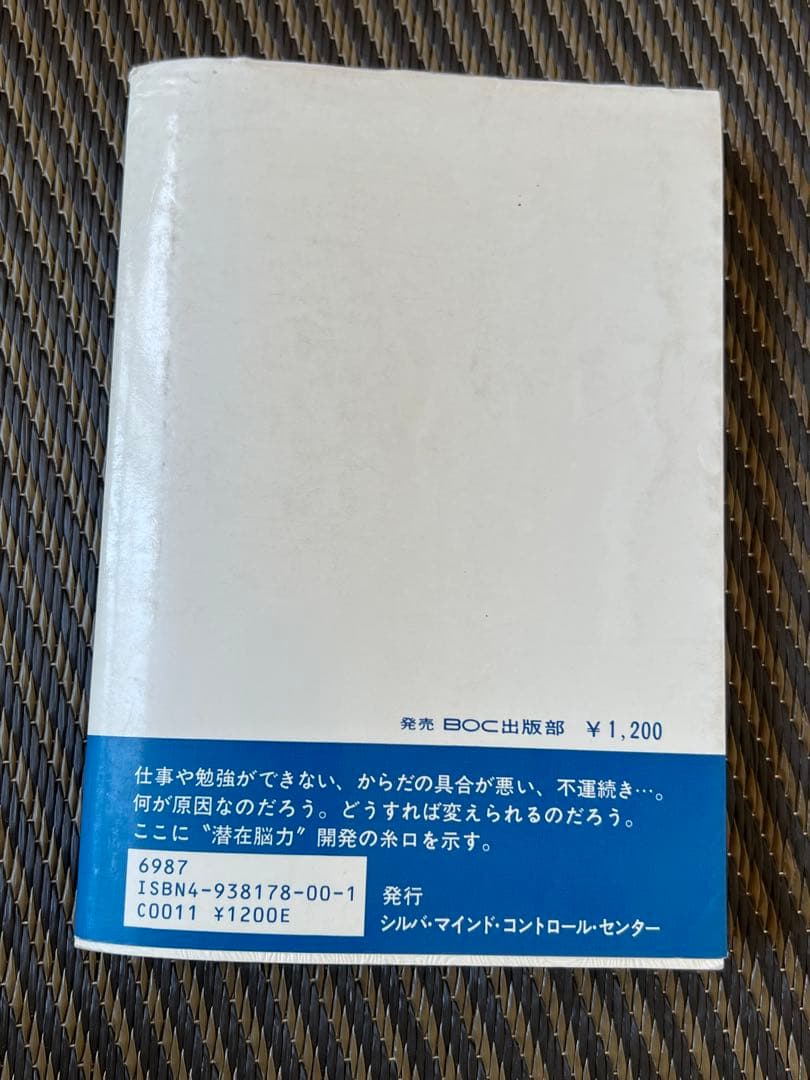 発売 BOC出版部 ¥1,200
仕事や勉強ができない、からだの具合が悪い、不運続き…。
何が原因なのだろう。どうすれば変えられるのだろう。
ここに〝潜在脳力〟開発の糸口を示す。
6987
ISBN4-938178-00-1
C0011 ¥1200E
発行
シルバ・マインド・コントロール・センター